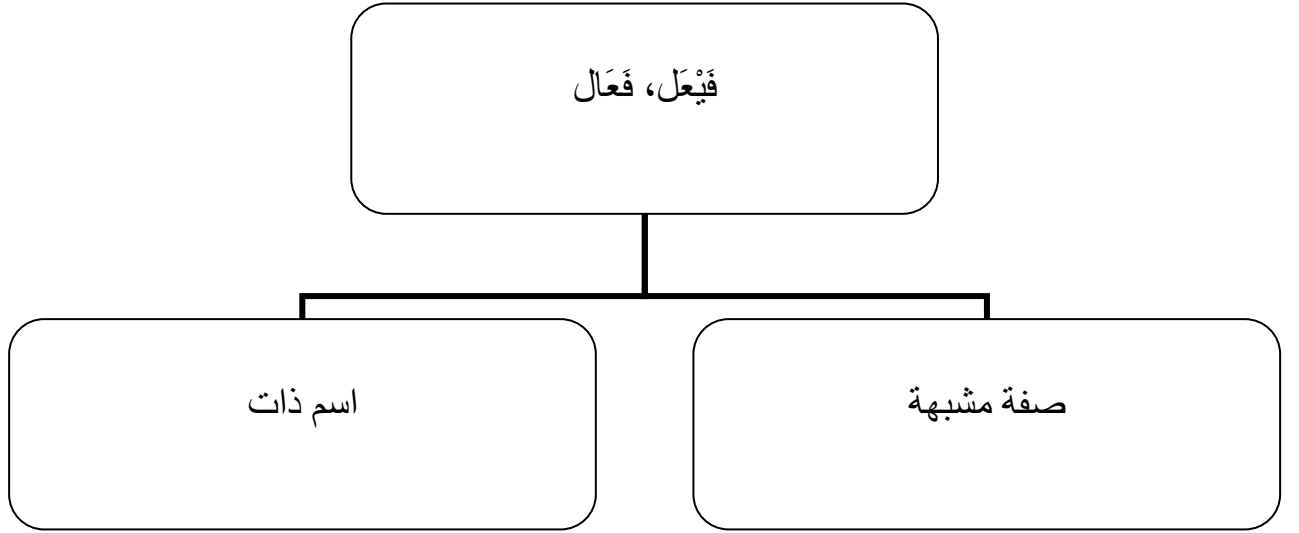 فَيْعَل، فَعَال
صفة مشبهة
اسم ذات